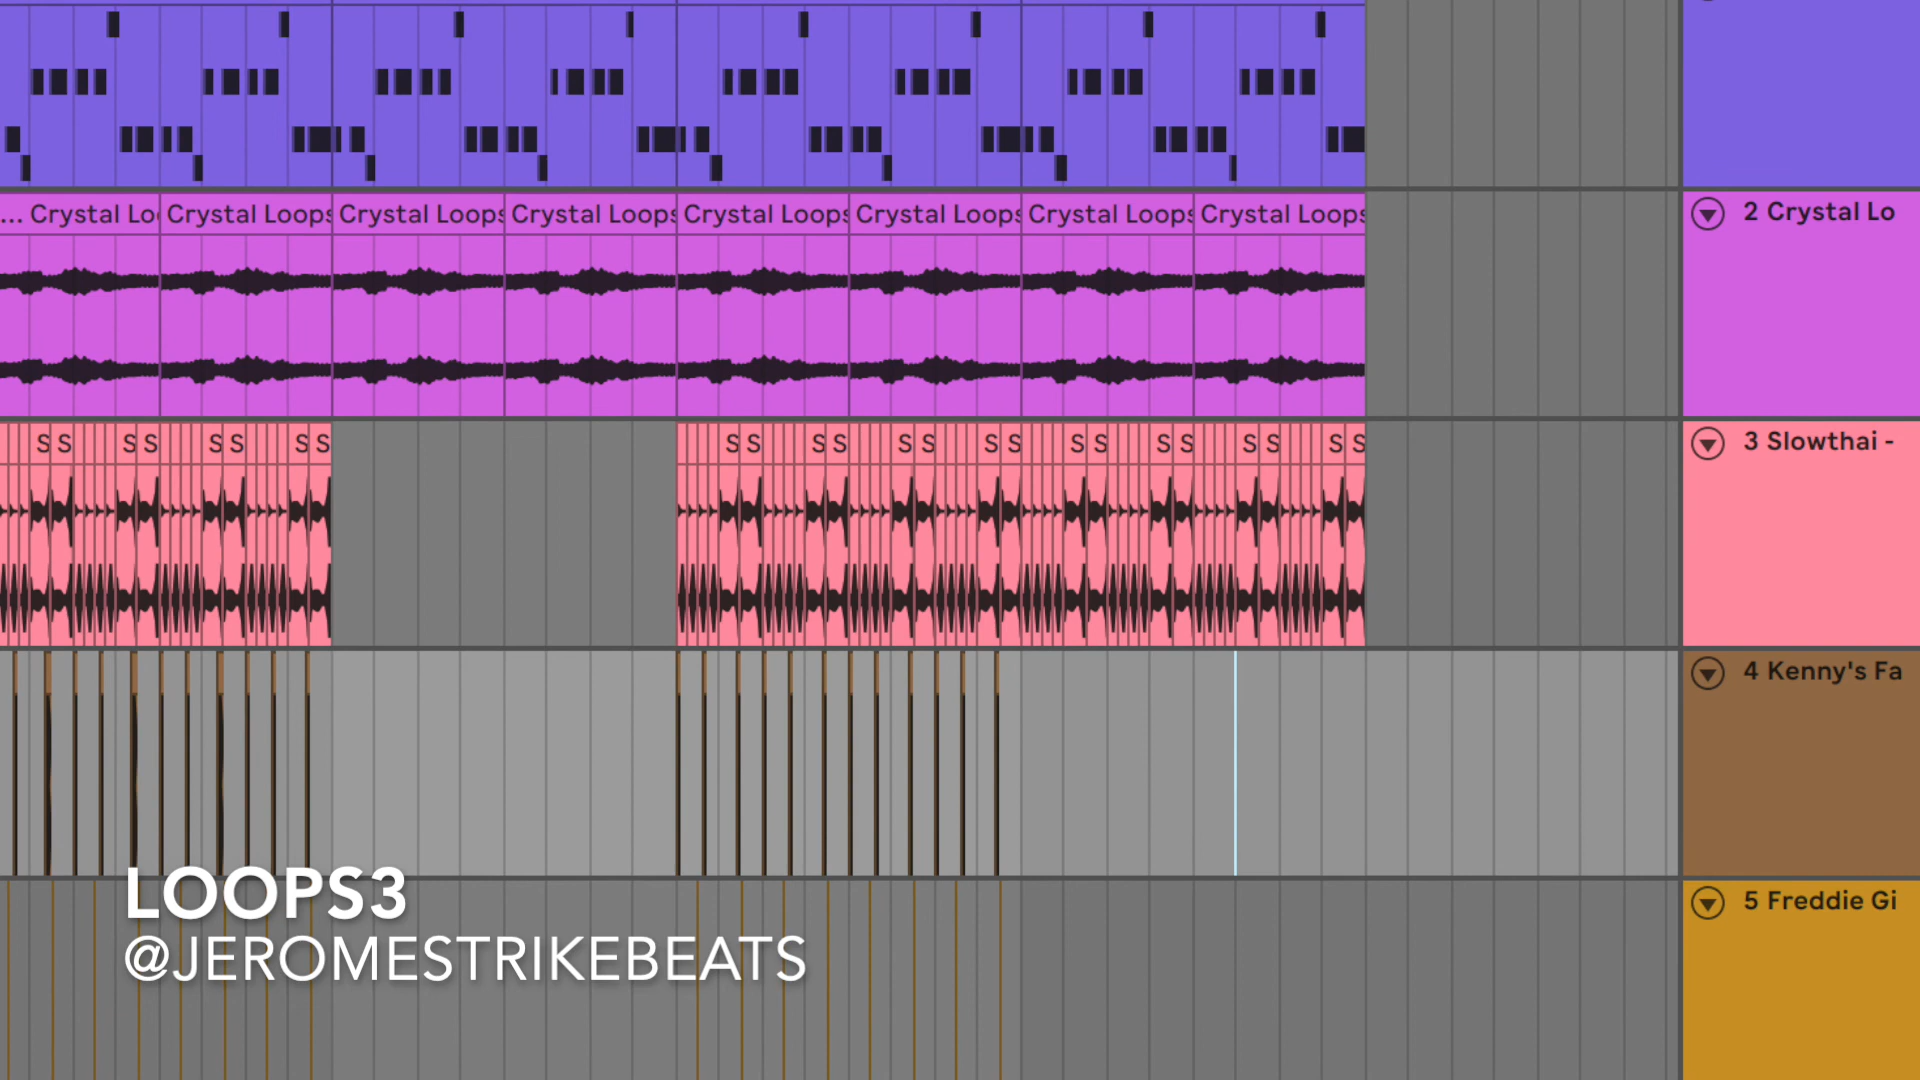 ... Crystal Lo Crystal Loops Crystal Loops Crystal Loops Crystal Loops Crystal Loops Crystal Loops Crystal Loops
2 Crystal Lo
S S S S S S S S S S S S S S S S S S S S S S S S
3 Slowthai -
4 Kenny's Fa
5 Freddie Gi
LOOPS3
@JEROMESTRIKEBEATS